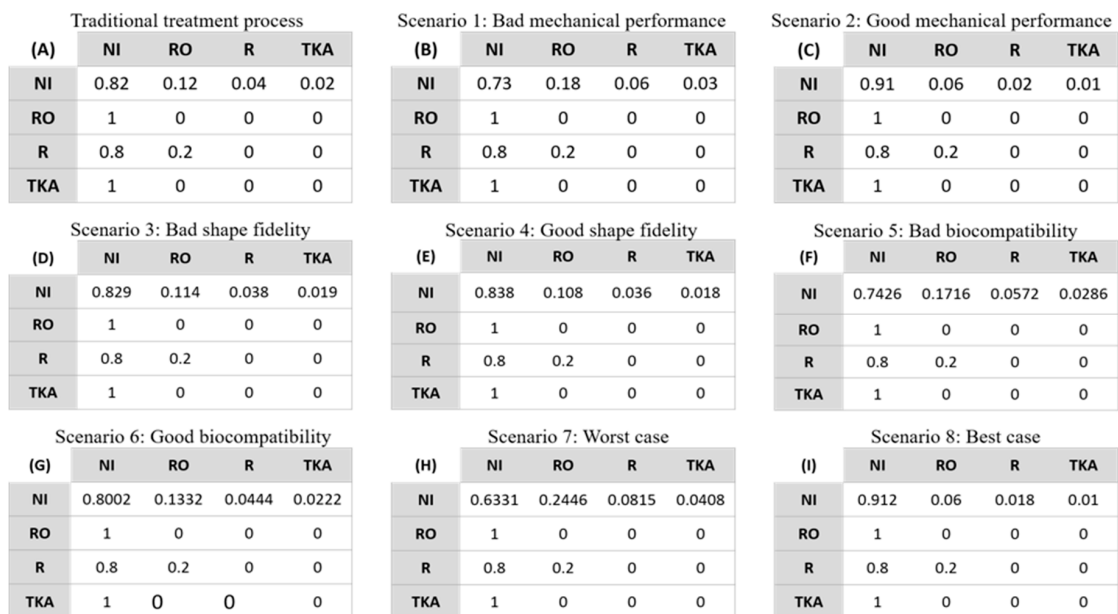 Traditional treatment process
(A) NI RO R TKA
NI 0.82 0.12 0.04 0.02
RO 1 0 0 0
R 0.8 0.2 0 0
TKA 1 0 0 0
Scenario 1: Bad mechanical performance
(B) NI RO R TKA
NI 0.73 0.18 0.06 0.03
RO 1 0 0 0
R 0.8 0.2 0 0
TKA 1 0 0 0
Scenario 2: Good mechanical performance
(C) NI RO R TKA
NI 0.91 0.06 0.02 0.01
RO 1 0 0 0
R 0.8 0.2 0 0
TKA 1 0 0 0
Scenario 3: Bad shape fidelity
(D) NI RO R TKA
NI 0.829 0.114 0.038 0.019
RO 1 0 0 0
R 0.8 0.2 0 0
TKA 1 0 0 0
Scenario 4: Good shape fidelity
(E) NI RO R TKA
NI 0.838 0.108 0.036 0.018
RO 1 0 0 0
R 0.8 0.2 0 0
TKA 1 0 0 0
Scenario 5: Bad biocompatibility
(F) NI RO R TKA
NI 0.7426 0.1716 0.0572 0.0286
RO 1 0 0 0
R 0.8 0.2 0 0
TKA 1 0 0 0
Scenario 6: Good biocompatibility
(G) NI RO R TKA
NI 0.8002 0.1332 0.0444 0.0222
RO 1 0 0 0
R 0.8 0.2 0 0
TKA 1 0 0 0
Scenario 7: Worst case
(H) NI RO R TKA
NI 0.6331 0.2446 0.0815 0.0408
RO 1 0 0 0
R 0.8 0.2 0 0
TKA 1 0 0 0
Scenario 8: Best case
(I) NI RO R TKA
NI 0.912 0.06 0.018 0.01
RO 1 0 0 0
R 0.8 0.2 0 0
TKA 1 0 0 0